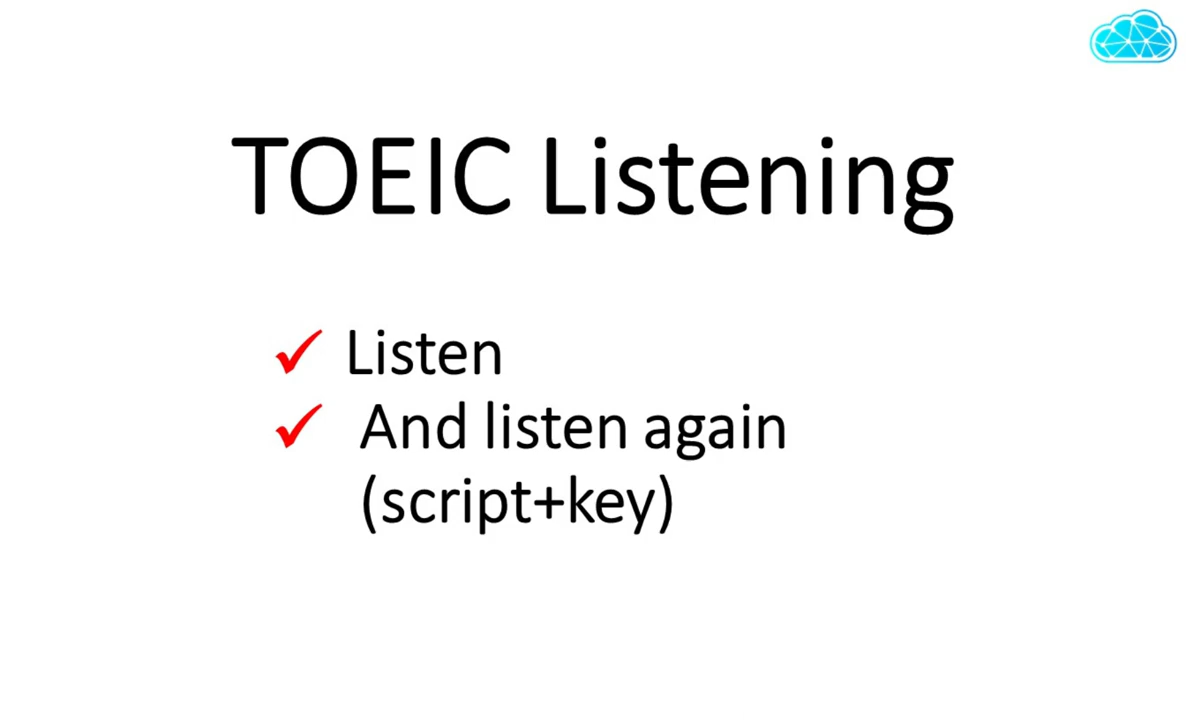 TOEIC Listening
✓ Listen
✓ And listen again
(script+key)